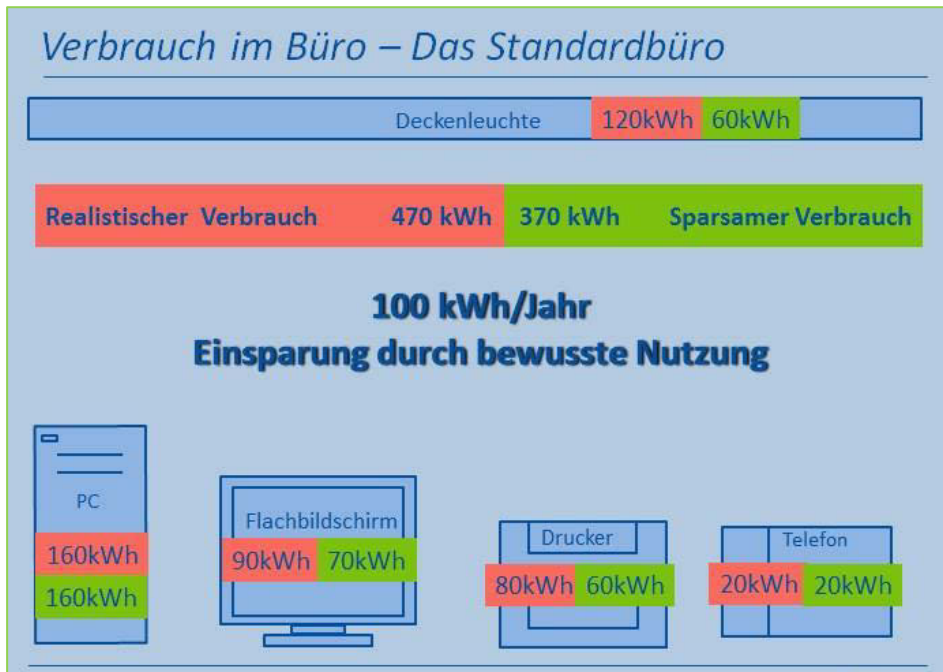 Verbrauch im Büro – Das Standardbüro
Deckenleuchte 120kWh 60kWh
Realistischer Verbrauch 470 kWh 370 kWh Sparsamer Verbrauch
100 kWh/Jahr
Einsparung durch bewusste Nutzung
PC
160kWh
160kWh
Flachbildschirm
90kWh 70kWh
Drucker
80kWh 60kWh
Telefon
20kWh 20kWh